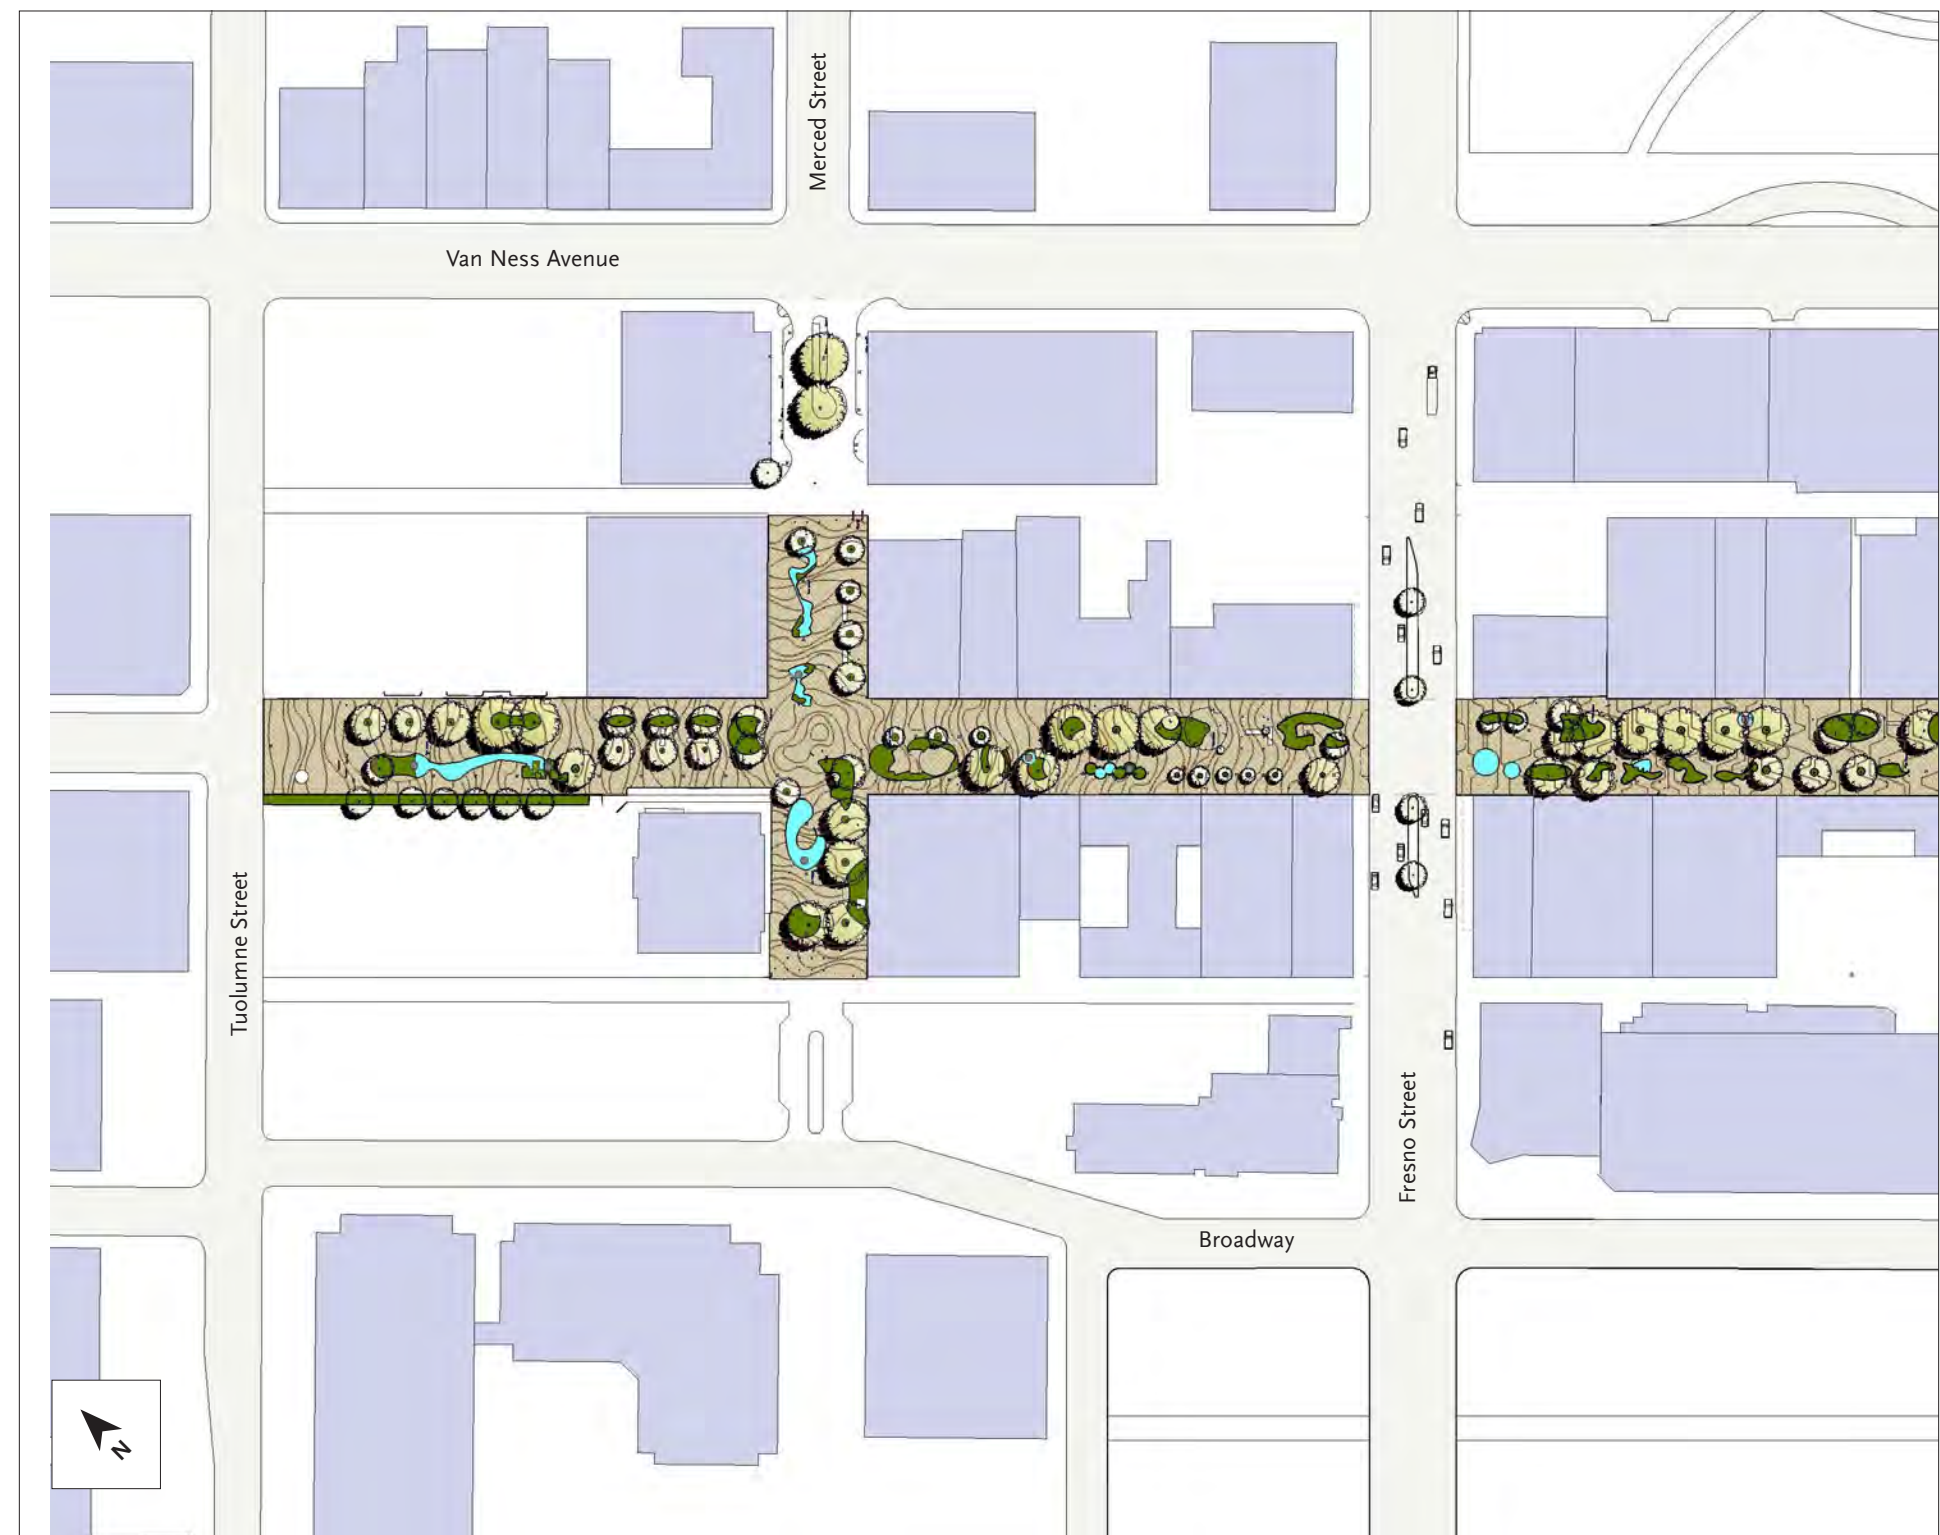 Merced Street
Van Ness Avenue
Tuolumne Street
Fresno Street
Broadway
N